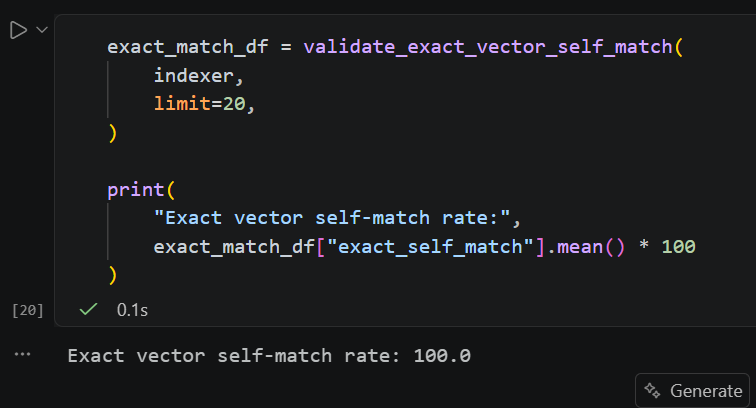 exact_match_df = validate_exact_vector_self_match(
    indexer,
    limit=20,
)
print(
    "Exact vector self-match rate:",
    exact_match_df["exact_self_match"].mean() * 100
)
[20]
0.1s
...
Exact vector self-match rate: 100.0
Generate